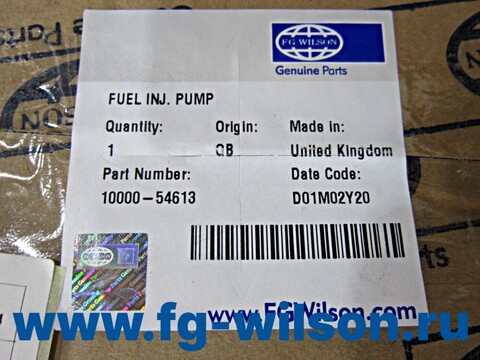 FG WILSON
Genuine Parts
FUEL INJ. PUMP
Quantity: Origin: Made in:
1 GB United Kingdom
Part Number: Date Code:
10000-54613 D01M02Y20
www.FGWilson.com
www.fg-wilson.ru